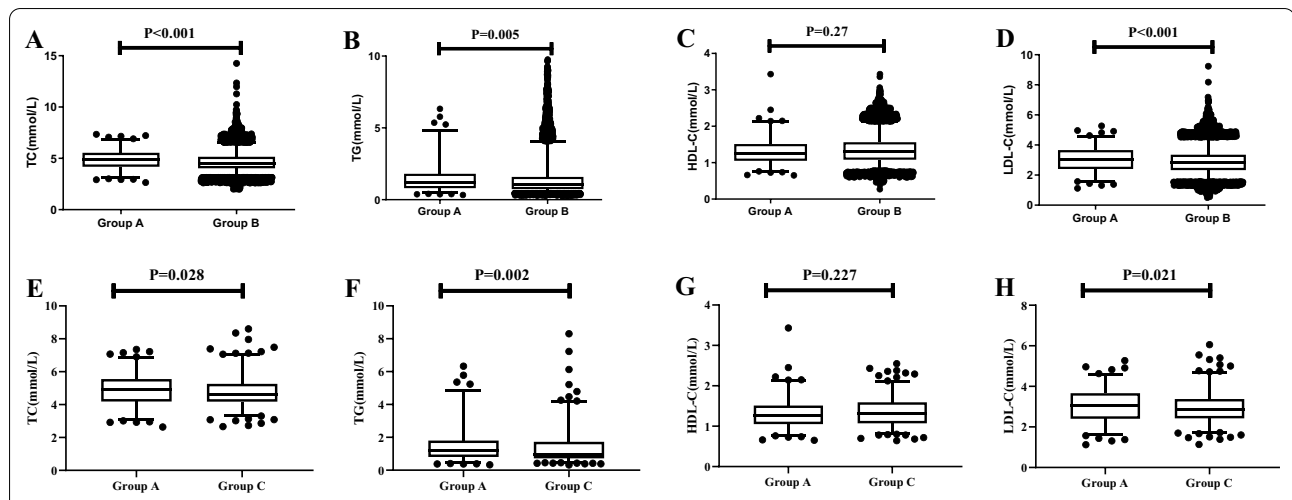 A
P<0.001
TC(mmol/L)
15
10
5
0
Group A
Group B
B
P=0.005
TG(mmol/L)
10
5
0
Group A
Group B
C
P=0.27
HDL-C(mmol/L)
4
3
2
1
0
Group A
Group B
D
P<0.001
LDL-C(mmol/L)
10
8
6
4
2
0
Group A
Group B
E
P=0.028
TC(mmol/L)
10
8
6
4
2
0
Group A
Group C
F
P=0.002
TG(mmol/L)
10
8
6
4
2
0
Group A
Group C
G
P=0.227
HDL-C(mmol/L)
4
3
2
1
0
Group A
Group C
H
P=0.021
LDL-C(mmol/L)
8
6
4
2
0
Group A
Group C